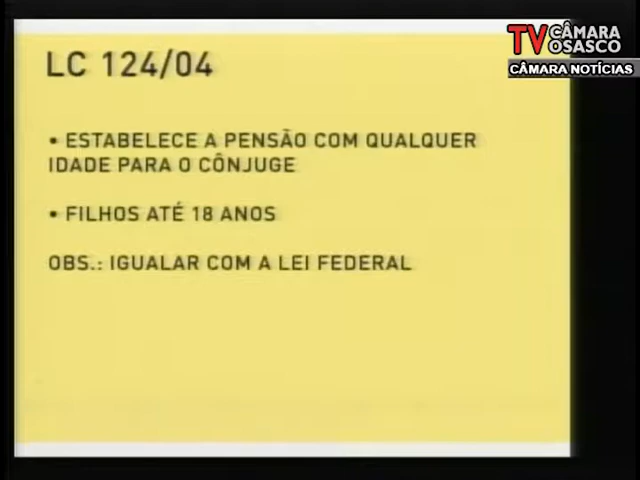 TV CÂMARA
OSASCO
CÂMARA NOTÍCIAS
LC 124/04
• ESTABELECE A PENSÃO COM QUALQUER
IDADE PARA O CÔNJUGE
• FILHOS ATÉ 18 ANOS
OBS.: IGUALAR COM A LEI FEDERAL